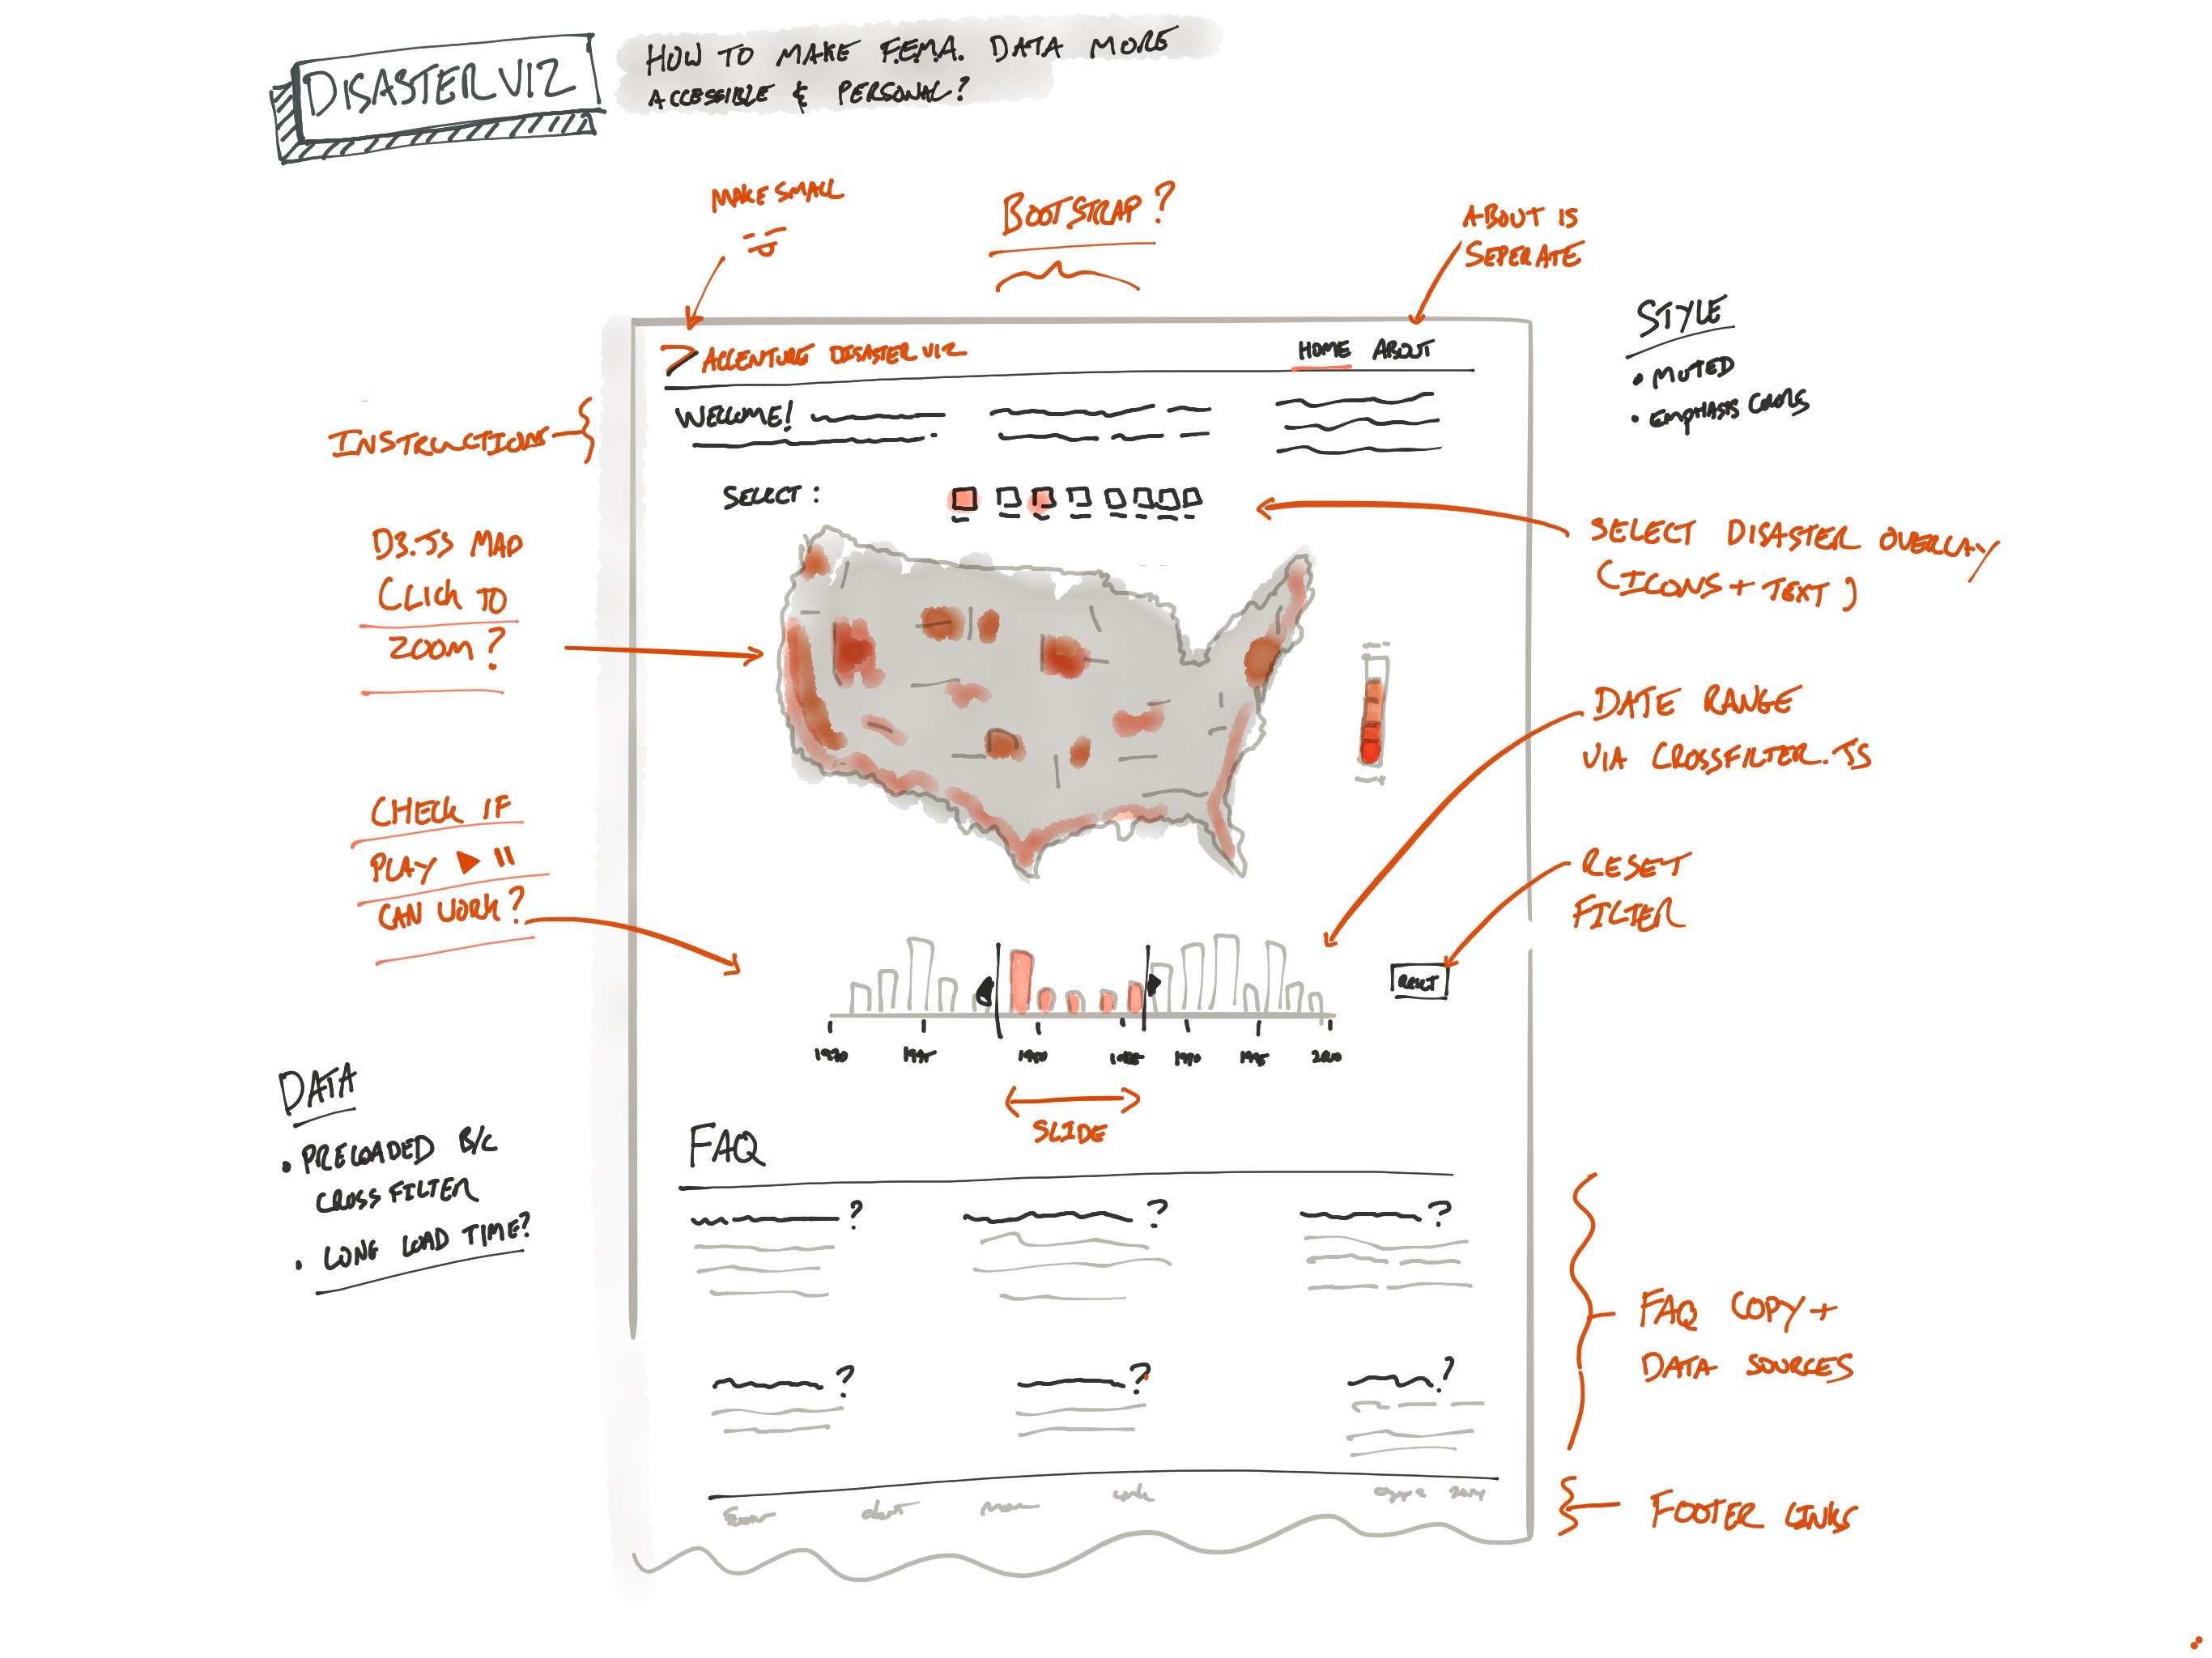 DISASTER VIZ
HOW TO MAKE F.E.M.A. DATA MORE
ACCESSIBLE & PERSONAL?
MAKE SMALL
BOOTSTRAP?
ABOUT IS
SEPERATE
STYLE
• MUTED
• EMPHASIS COLORS
ACCENTURE DISASTER VIZ
HOME ABOUT
INSTRUCTIONS
WELCOME!
SELECT:
SELECT DISASTER OVERLAY
(ICONS + TEXT)
D3.JS MAP
CLICK TO
ZOOM?
DATE RANGE
VIA CROSSFILTER.JS
CHECK IF
PLAY ▶ ||
CAN WORK?
RESET
FILTER
RESET
1970 1975 1980 1985 1990 1995 2000
SLIDE
DATA
• PRELOADED B/C
CROSSFILTER
• LONG LOAD TIME?
FAQ
? ? ?
? ? ?
FAQ COPY +
DATA SOURCES
FOOTER LINKS